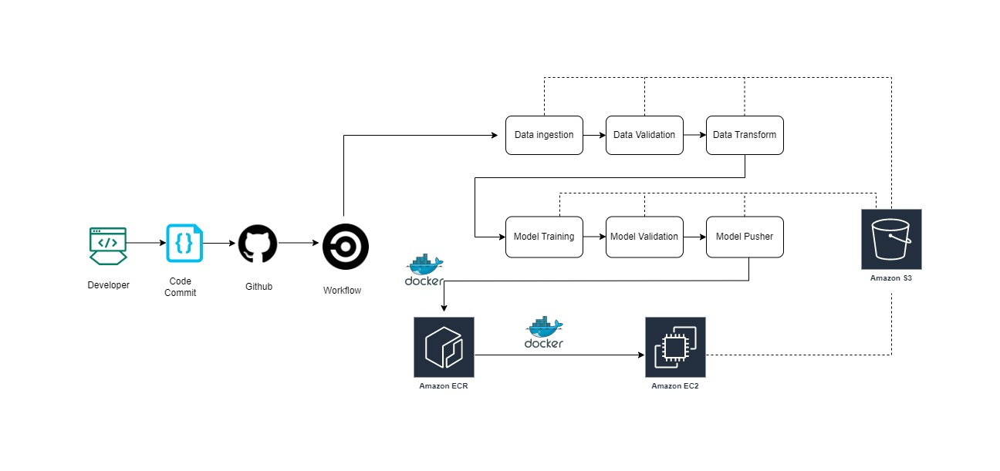 Data ingestion
Data Validation
Data Transform
Model Training
Model Validation
Model Pusher
Developer
Code
Commit
Github
Workflow
docker
Amazon S3
docker
Amazon ECR
Amazon EC2